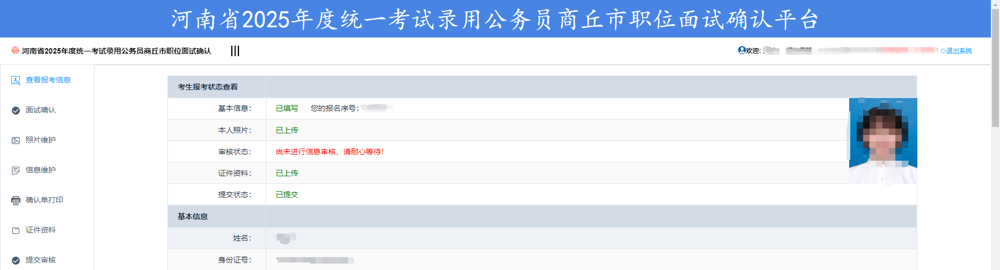 河南省2025年度统一考试录用公务员商丘市职位面试确认平台
河南省2025年度统一考试录用公务员商丘市职位面试确认
欢迎:
退出系统
查看报考信息
面试确认
照片维护
信息维护
确认单打印
证件资料
提交审核
考生报考状态查看
基本信息： 已填写 您的报名序号：
本人照片： 已上传
审核状态： 尚未进行信息审核，请耐心等待！
证件资料： 已上传
提交状态： 已提交
基本信息
姓名：
身份证号：